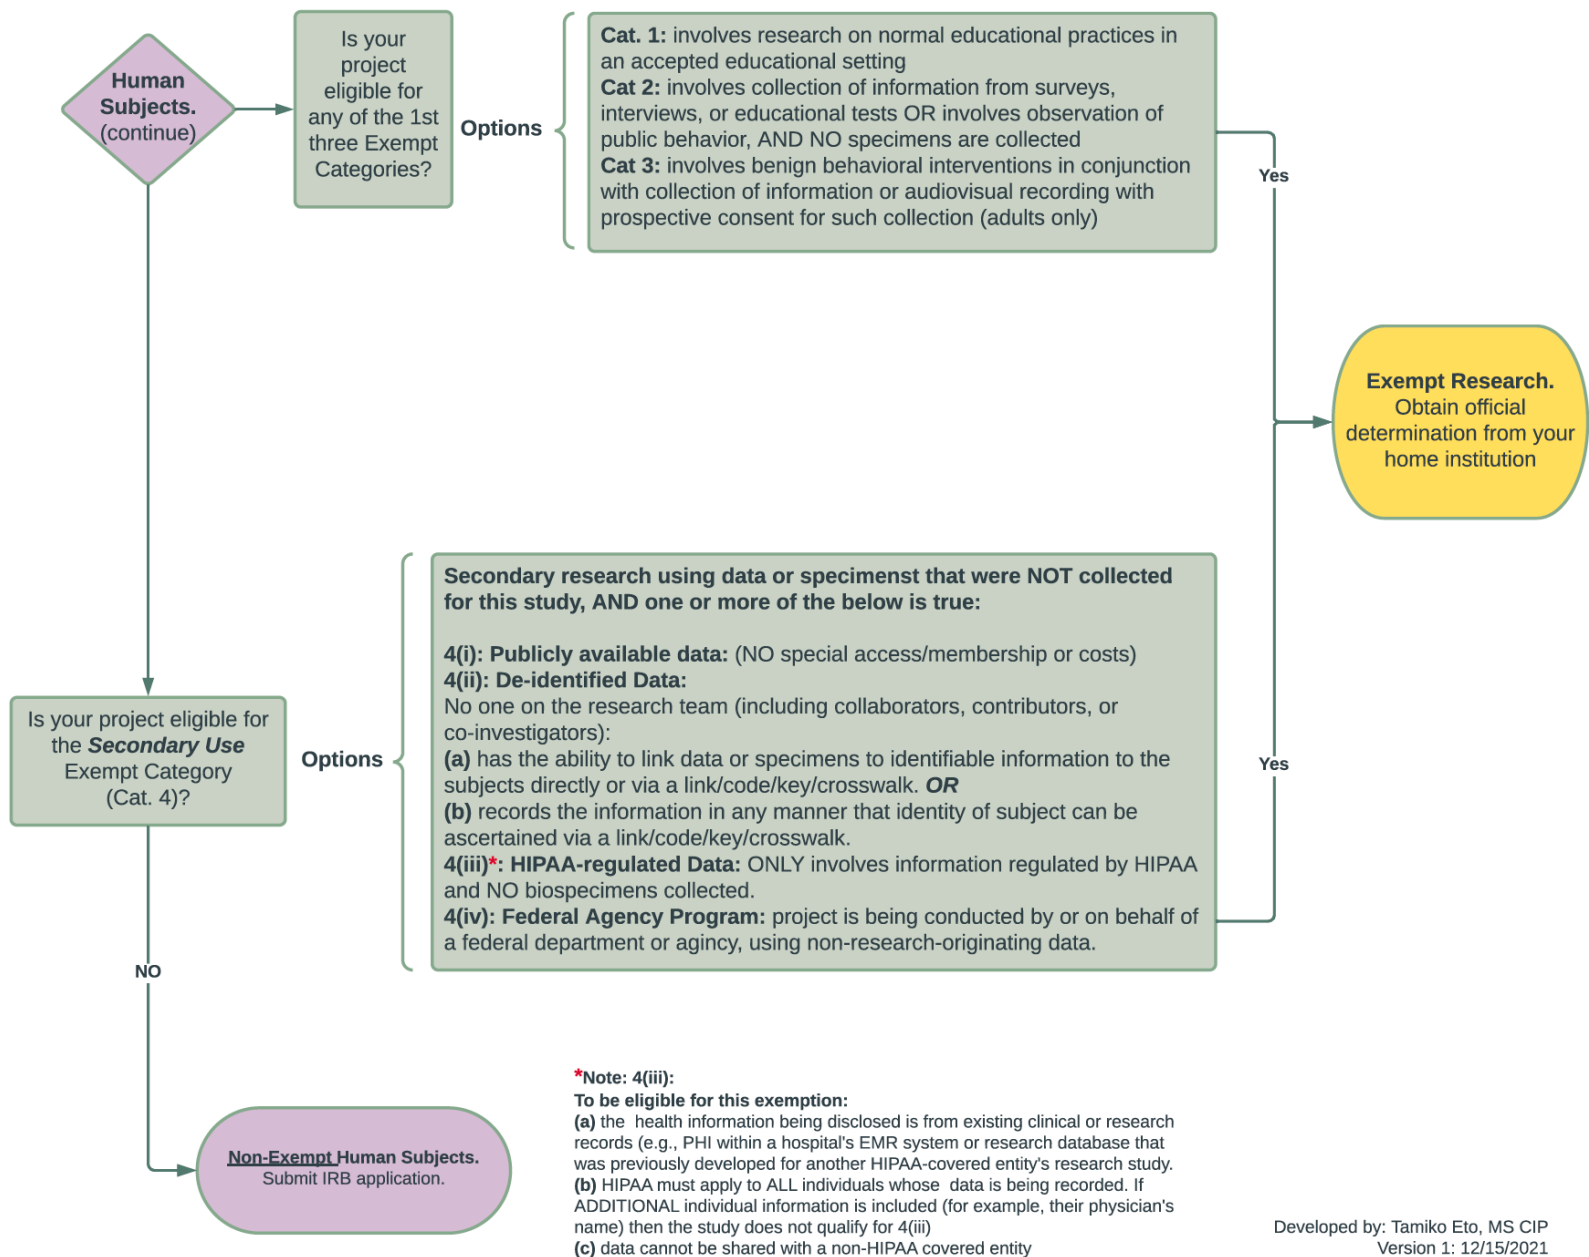 Human
Subjects.
(continue)
Is your
project
eligible for
any of the 1st
three Exempt
Categories?
Options
Cat. 1: involves research on normal educational practices in
an accepted educational setting
Cat 2: involves collection of information from surveys,
interviews, or educational tests OR involves observation of
public behavior, AND NO specimens are collected
Cat 3: involves benign behavioral interventions in conjunction
with collection of information or audiovisual recording with
prospective consent for such collection (adults only)
Yes
Exempt Research.
Obtain official
determination from your
home institution
Is your project eligible for
the Secondary Use
Exempt Category
(Cat. 4)?
Options
Secondary research using data or specimenst that were NOT collected
for this study, AND one or more of the below is true:
4(i): Publicly available data: (NO special access/membership or costs)
4(ii): De-identified Data:
No one on the research team (including collaborators, contributors, or
co-investigators):
(a) has the ability to link data or specimens to identifiable information to the
subjects directly or via a link/code/key/crosswalk. OR
(b) records the information in any manner that identity of subject can be
ascertained via a link/code/key/crosswalk.
4(iii)*: HIPAA-regulated Data: ONLY involves information regulated by HIPAA
and NO biospecimens collected.
4(iv): Federal Agency Program: project is being conducted by or on behalf of
a federal department or agincy, using non-research-originating data.
Yes
NO
Non-Exempt Human Subjects.
Submit IRB application.
*Note: 4(iii):
To be eligible for this exemption:
(a) the health information being disclosed is from existing clinical or research
records (e.g., PHI within a hospital's EMR system or research database that
was previously developed for another HIPAA-covered entity's research study.
(b) HIPAA must apply to ALL individuals whose data is being recorded. If
ADDITIONAL individual information is included (for example, their physician's
name) then the study does not qualify for 4(iii)
(c) data cannot be shared with a non-HIPAA covered entity
Developed by: Tamiko Eto, MS CIP
Version 1: 12/15/2021